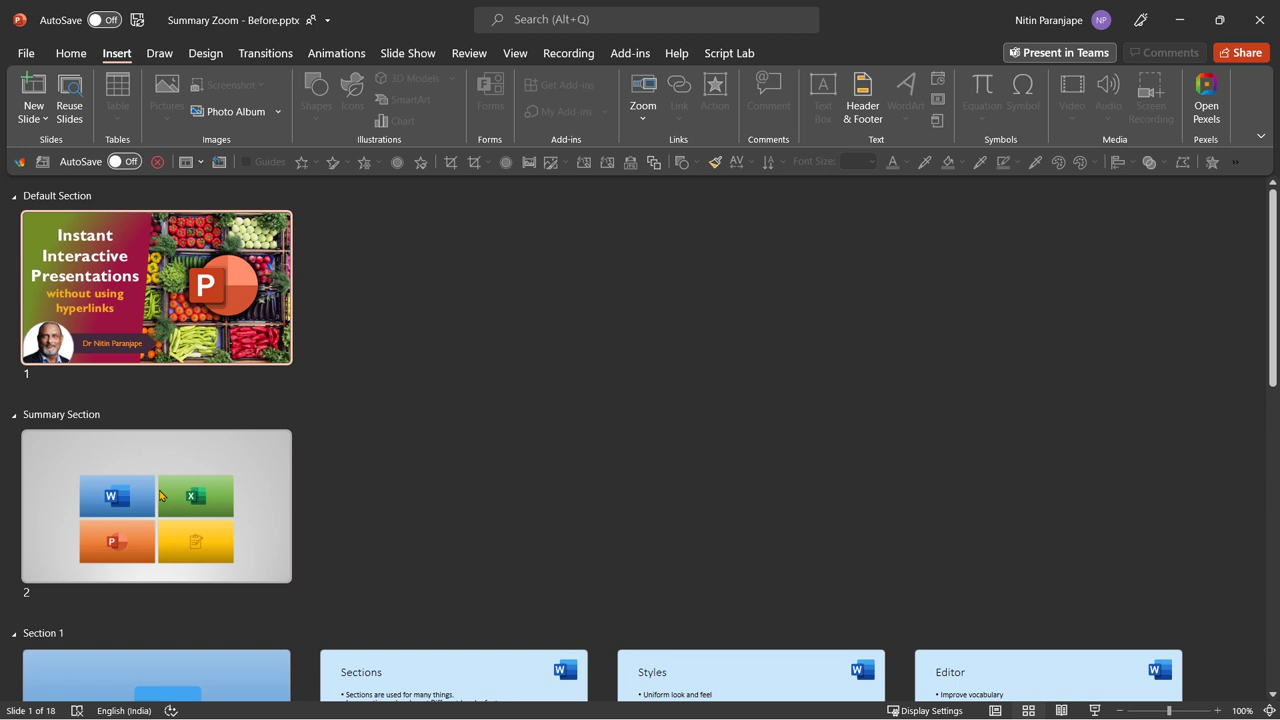 AutoSave Off Summary Zoom - Before.pptx Search (Alt+Q) Nitin Paranjape NP
File Home Insert Draw Design Transitions Animations Slide Show Review View Recording Add-ins Help Script Lab Present in Teams Comments Share
New Slide
Reuse Slides
Slides
Table
Tables
Pictures
Screenshot
Photo Album
Images
Shapes
Icons
3D Models
SmartArt
Chart
Illustrations
Forms
Forms
Get Add-ins
My Add-ins
Add-ins
Zoom
Link
Action
Links
Comment
Comments
Text Box
Header & Footer
WordArt
Text
Equation
Symbol
Symbols
Video
Audio
Screen Recording
Media
Open Pexels
Pexels
AutoSave Off Guides Font Size:
Default Section
Instant
Interactive
Presentations
without using
hyperlinks
Dr Nitin Paranjape
P
1
Summary Section
W X
P
2
Section 1
Sections W
• Sections are used for many things.
Styles W
• Uniform look and feel
Editor W
• Improve vocabulary
Slide 1 of 18 English (India) Display Settings 100%